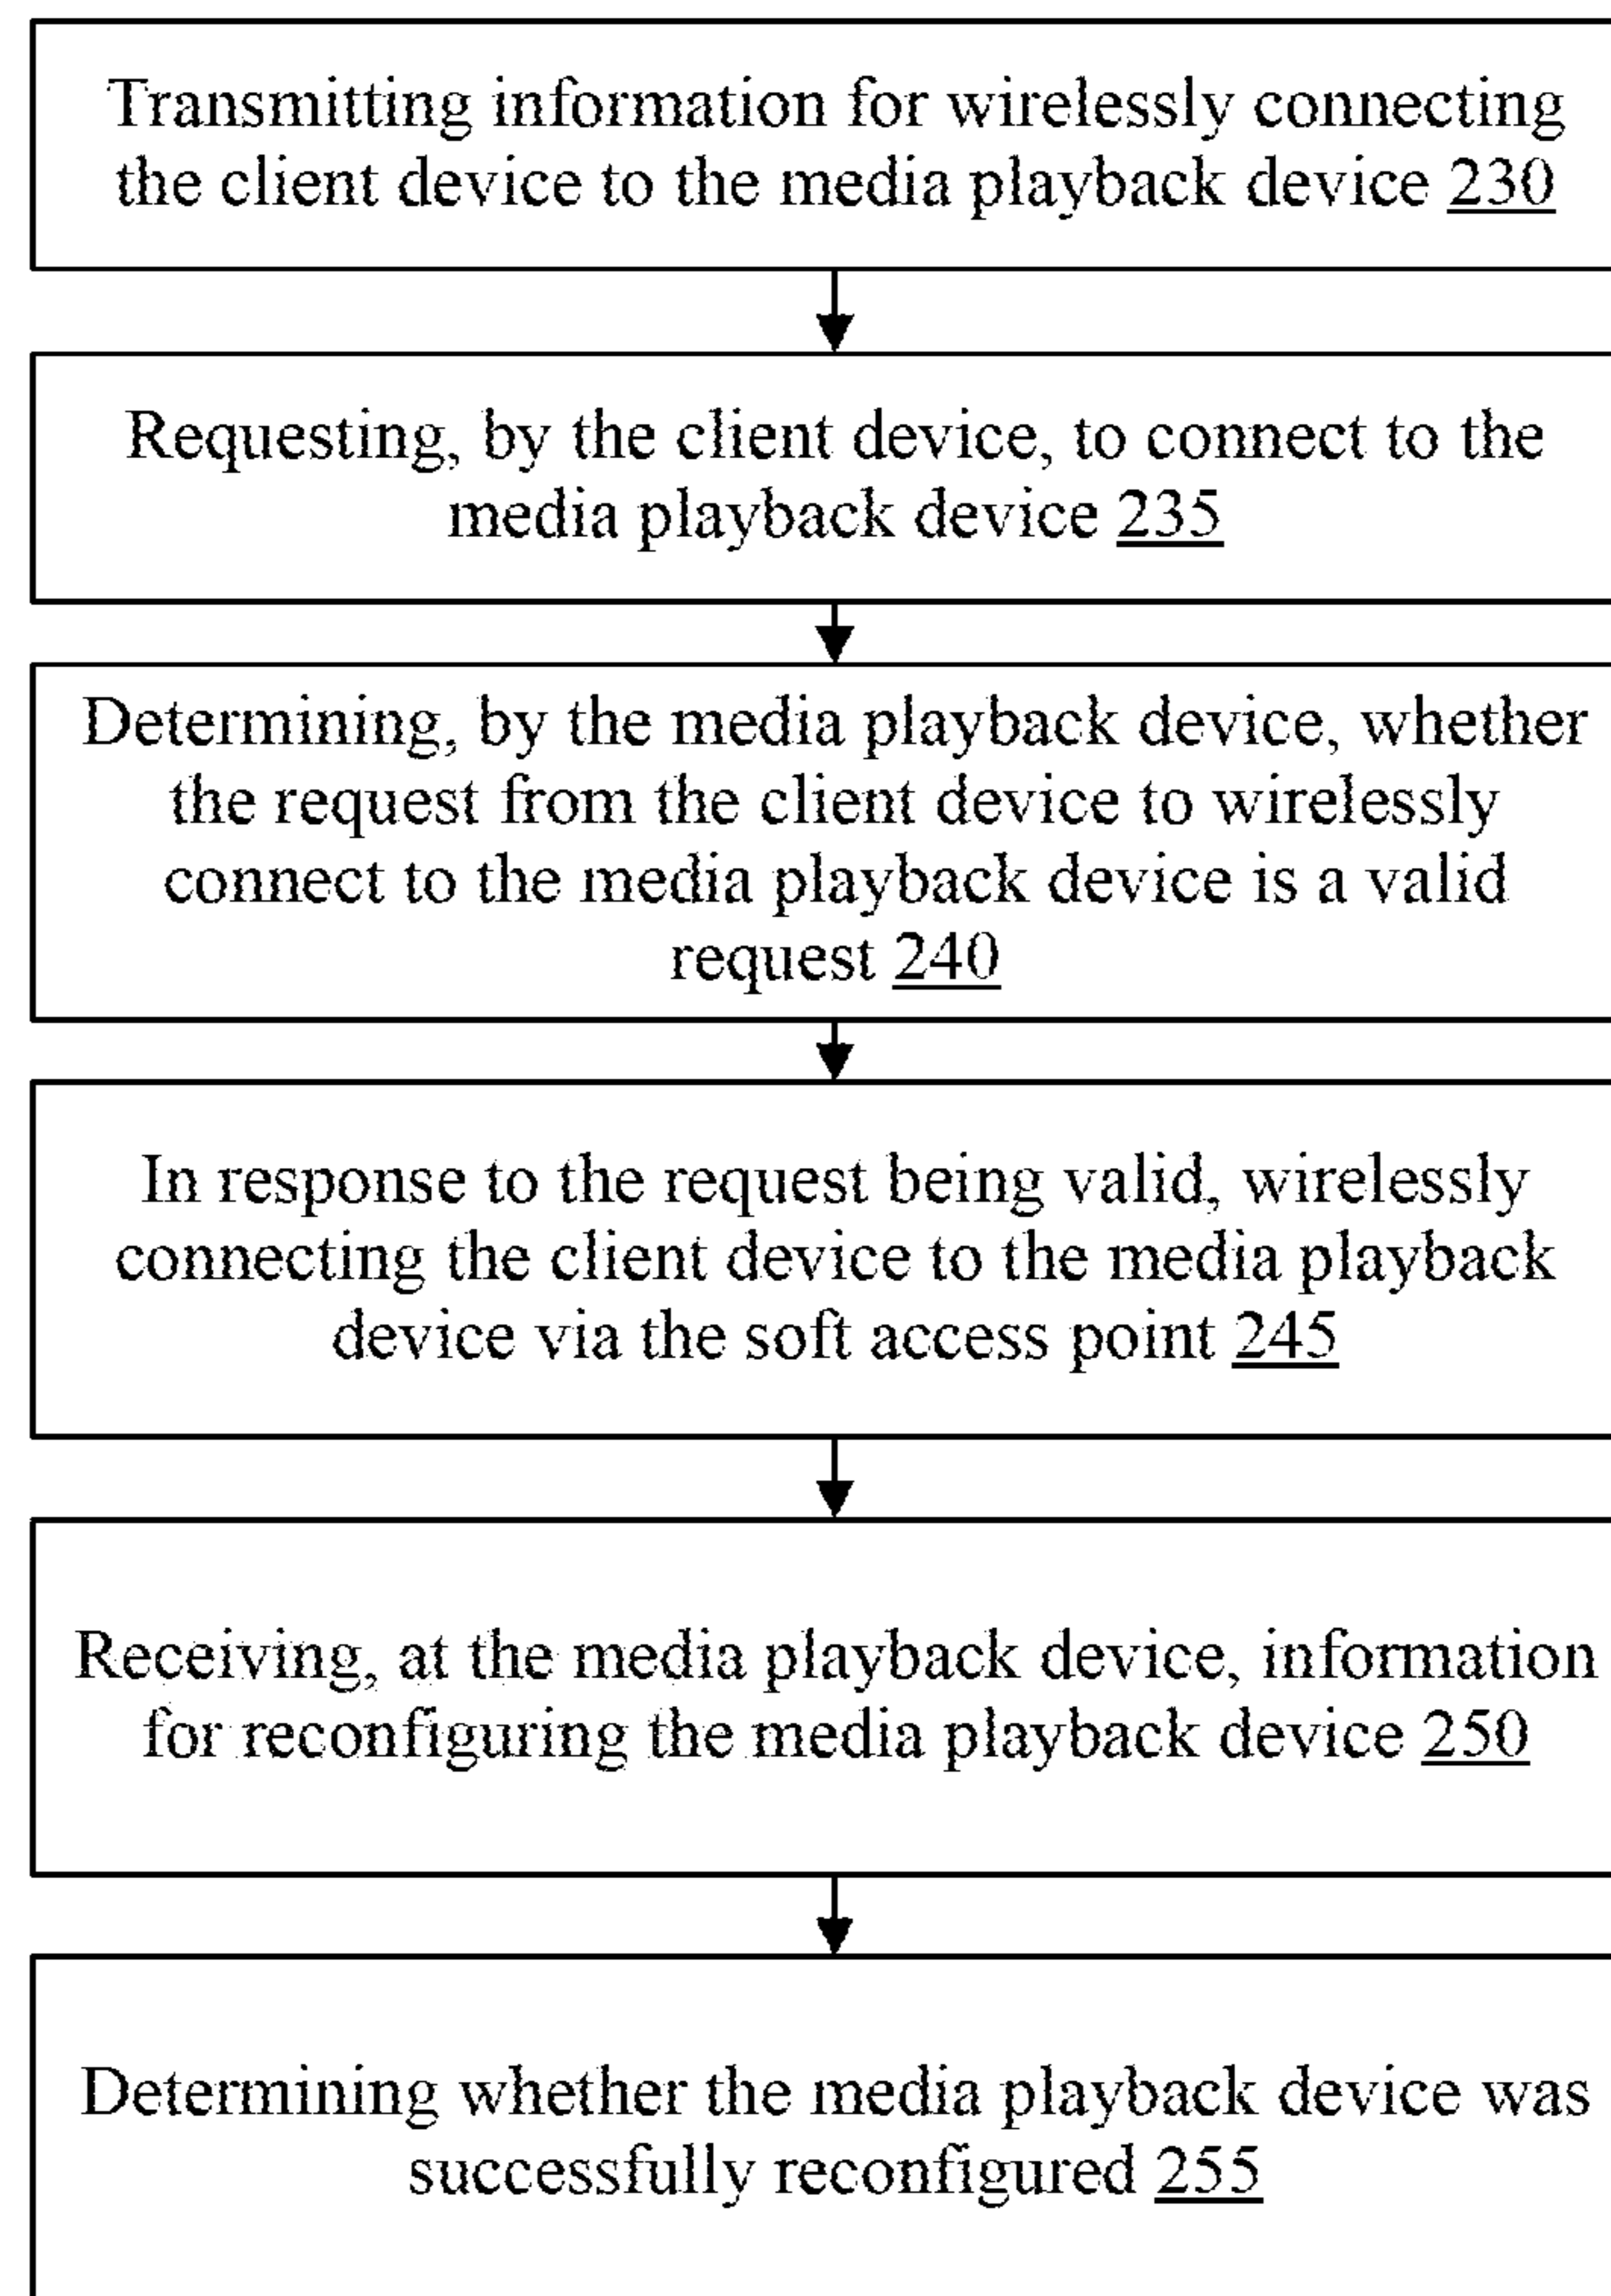 Transmitting information for wirelessly connecting
the client device to the media playback device 230
Requesting, by the client device, to connect to the
media playback device 235
Determining, by the media playback device, whether
the request from the client device to wirelessly
connect to the media playback device is a valid
request 240
In response to the request being valid, wirelessly
connecting the client device to the media playback
device via the soft access point 245
Receiving, at the media playback device, information
for reconfiguring the media playback device 250
Determining whether the media playback device was
successfully reconfigured 255